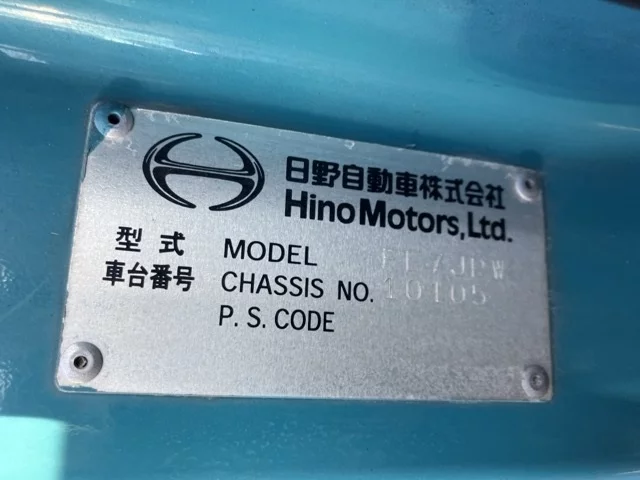 日野自動車株式会社
Hino Motors, Ltd.
型式 MODEL
車台番号 CHASSIS NO. 10105
P. S. CODE